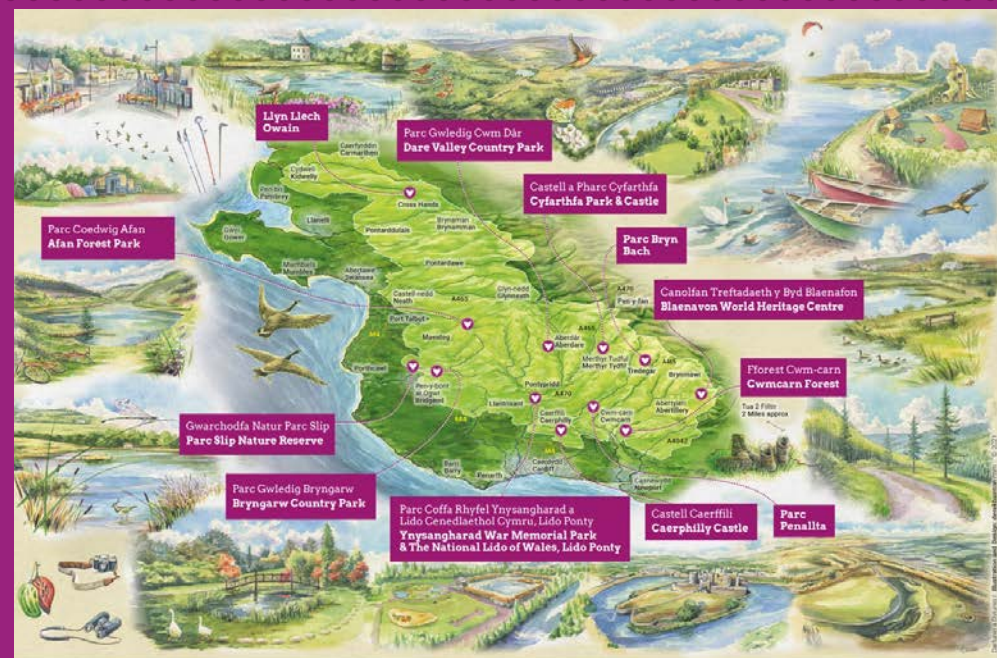 Llyn Llech
Owain
Parc Gwledig Cwm Dâr
Dare Valley Country Park
Castell a Pharc Cyfarthfa
Cyfarthfa Park & Castle
Parc Bryn
Bach
Canolfan Treftadaeth y Byd Blaenafon
Blaenavon World Heritage Centre
Fforest Cwm-carn
Cwmcarn Forest
Parc Coedwig Afan
Afan Forest Park
Gwarchodfa Natur Parc Slip
Parc Slip Nature Reserve
Parc Gwledig Bryngarw
Bryngarw Country Park
Parc Coffa Rhyfel Ynysangharad a
Lido Cenedlaethol Cymru, Lido Ponty
Ynysangharad War Memorial Park
& The National Lido of Wales, Lido Ponty
Castell Caerffili
Caerphilly Castle
Parc
Penallta
Caerfyrddin
Carmarthen
Cydweli
Kidwelly
Pen-bre
Pembrey
Cross Hands
Llanelli
Pontarddulais
Brynaman
Brynamman
Gŵyr
Gower
Mwmbwls
Mumbles
Abertawe
Swansea
Pontardawe
Castell-nedd
Neath
A465
Glyn-nedd
Glynneath
A470
Pen-y-fan
Port Talbot
M4
Maesteg
Aberdâr
Aberdare
A465
Merthyr Tudful
Merthyr Tydfil
Tredegar
A465
Brynmawr
Porthcawl
Pen-y-bont
ar Ogwr
Bridgend
Pontypridd
A470
Llantrisant
Caerffili
Caerphilly
Cwm-carn
Cwmcarn
Abertyleri
Abertillery
Tua 2 Filltir
2 Miles approx
A4042
Barri
Barry
Penarth
Caerdydd
Cardiff
Casnewydd
Newport